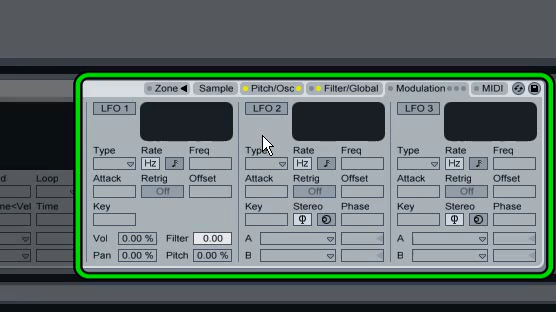 Zone Sample Pitch/Osc Filter/Global Modulation MIDI
LFO 1 LFO 2 LFO 3
Type Rate Freq Type Rate Freq Type Rate Freq
Hz Hz Hz
d Loop Attack Retrig Offset Attack Retrig Offset Attack Retrig Offset
Off Off Off
me<Vel Time Key Key Stereo Phase Key Stereo Phase
Vol 0.00 % Filter 0.00 A A
Pan 0.00 % Pitch 0.00 % B B